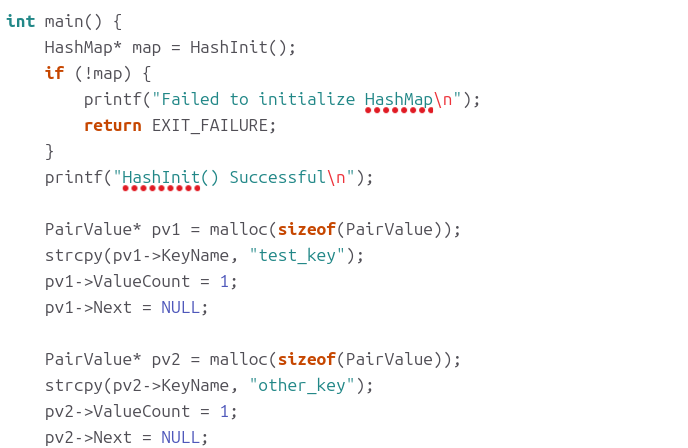 int main() {
    HashMap* map = HashInit();
    if (!map) {
        printf("Failed to initialize HashMap\n");
        return EXIT_FAILURE;
    }
    printf("HashInit() Successful\n");

    PairValue* pv1 = malloc(sizeof(PairValue));
    strcpy(pv1->KeyName, "test_key");
    pv1->ValueCount = 1;
    pv1->Next = NULL;

    PairValue* pv2 = malloc(sizeof(PairValue));
    strcpy(pv2->KeyName, "other_key");
    pv2->ValueCount = 1;
    pv2->Next = NULL;